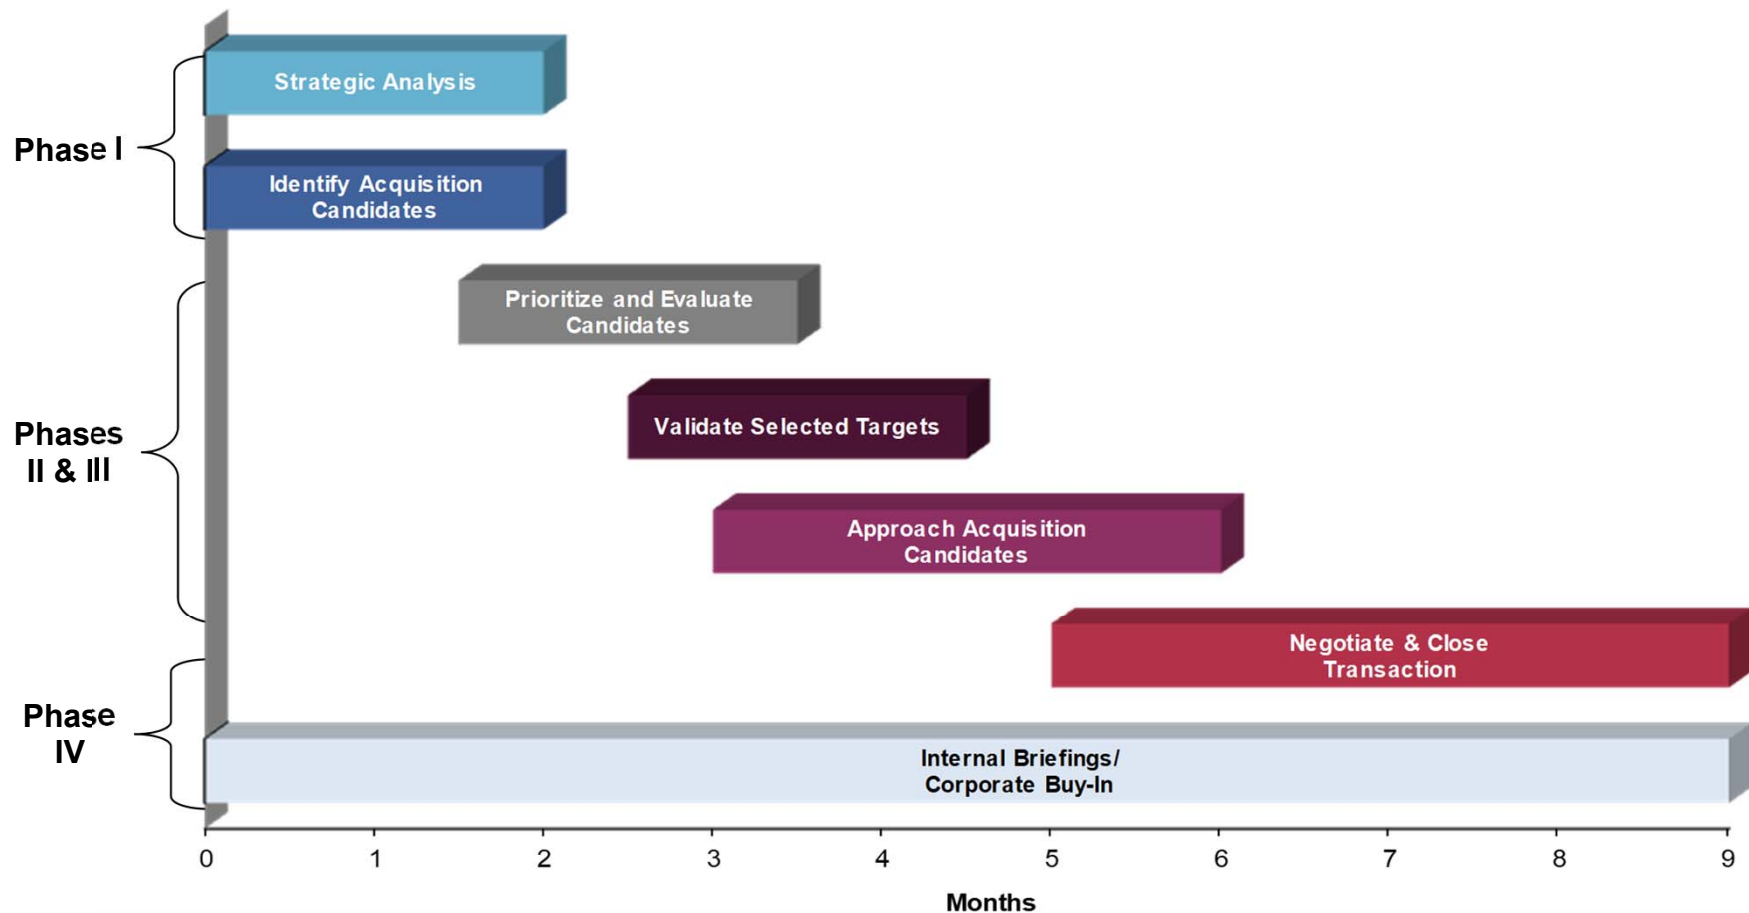 Strategic Analysis
Phase I
Identify Acquisition
Candidates
Prioritize and Evaluate
Candidates
Phases
II & III
Validate Selected Targets
Approach Acquisition
Candidates
Negotiate & Close
Transaction
Phase
IV
Internal Briefings/
Corporate Buy-In
0 1 2 3 4 5 6 7 8 9
Months